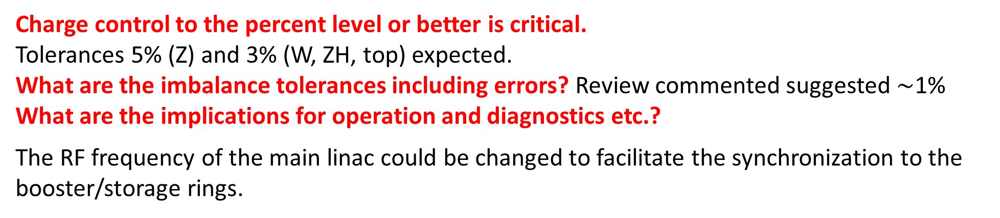 Charge control to the percent level or better is critical.
Tolerances 5% (Z) and 3% (W, ZH, top) expected.
What are the imbalance tolerances including errors? Review commented suggested ~1%
What are the implications for operation and diagnostics etc.?
The RF frequency of the main linac could be changed to facilitate the synchronization to the
booster/storage rings.